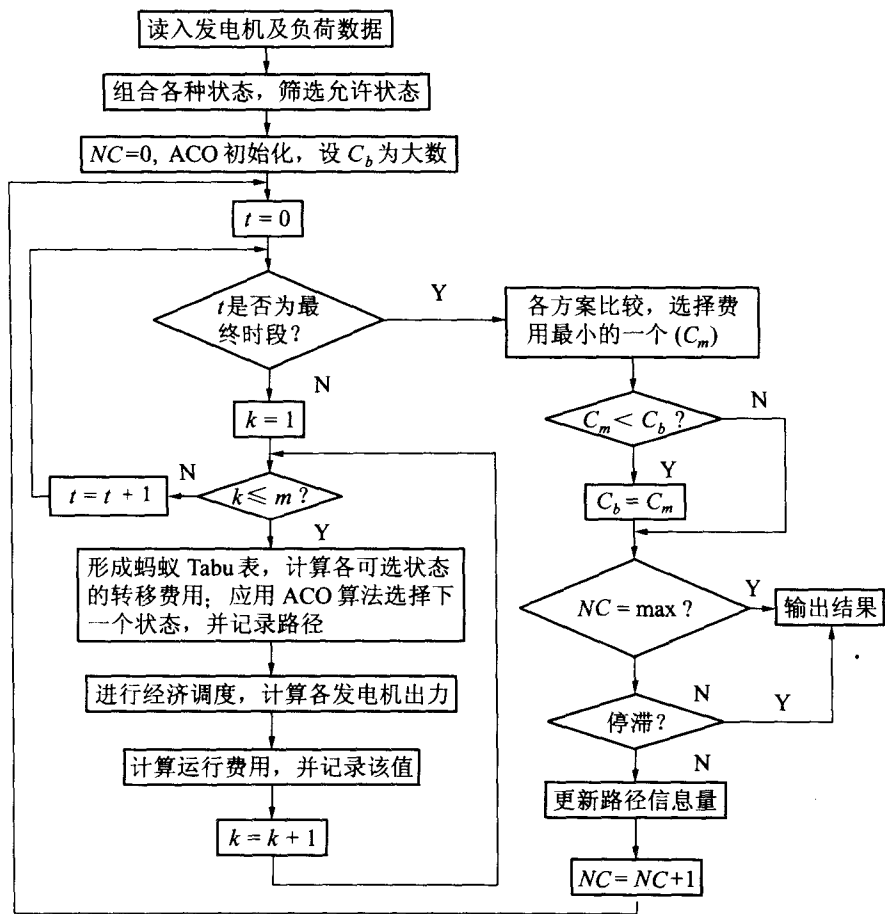 读入发电机及负荷数据
组合各种状态，筛选允许状态
NC=0, ACO 初始化，设 C_b 为大数
t = 0
t是否为最
终时段？
Y
N
k = 1
k ≤ m ?
N
t = t + 1
Y
形成蚂蚁 Tabu 表，计算各可选状态
的转移费用；应用 ACO 算法选择下
一个状态，并记录路径
进行经济调度，计算各发电机出力
计算运行费用，并记录该值
k = k + 1
各方案比较，选择费
用最小的一个 (C_m)
C_m < C_b ?
N
Y
C_b = C_m
NC = max ?
Y
输出结果
N
停滞？
Y
N
更新路径信息量
NC = NC+1